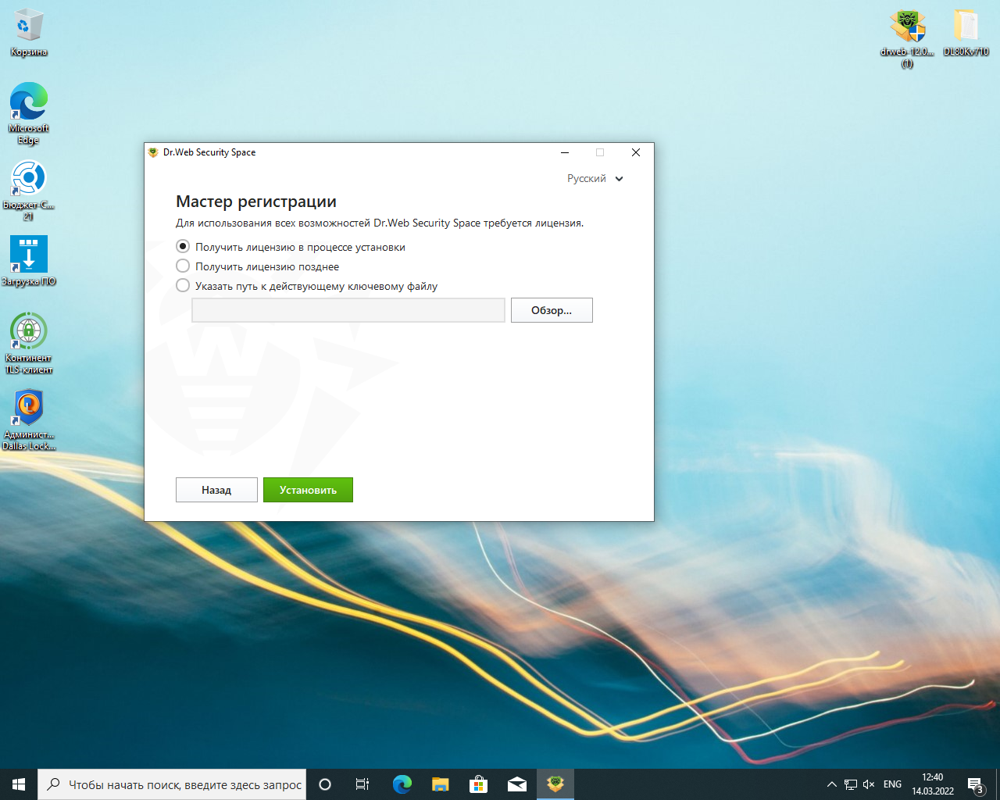 Корзина
Microsoft
Edge
Бюджет-С...
21
Загрузка ПО
Континент
TLS-клиент
Админист...
Dallas Lock...
drweb-12.0...
(1)
DL80Kv710
Dr.Web Security Space
Русский
Мастер регистрации
Для использования всех возможностей Dr.Web Security Space требуется лицензия.
Получить лицензию в процессе установки
Получить лицензию позднее
Указать путь к действующему ключевому файлу
Обзор...
Назад
Установить
Чтобы начать поиск, введите здесь запрос
ENG
12:40
14.03.2022
3